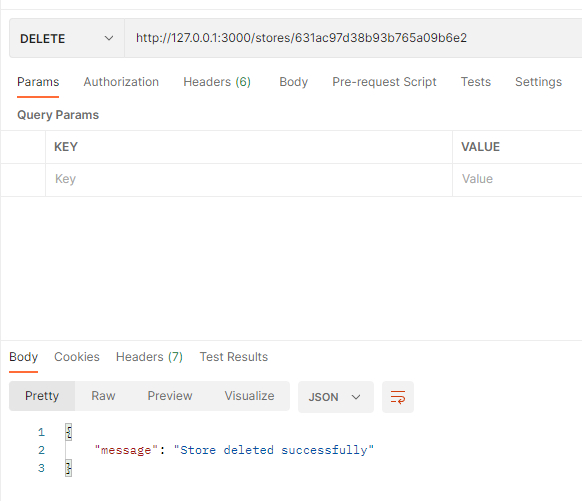 DELETE http://127.0.0.1:3000/stores/631ac97d38b93b765a09b6e2
Params Authorization Headers (6) Body Pre-request Script Tests Settings
Query Params
KEY VALUE
Key Value
Body Cookies Headers (7) Test Results
Pretty Raw Preview Visualize JSON
1 {
2 "message": "Store deleted successfully"
3 }